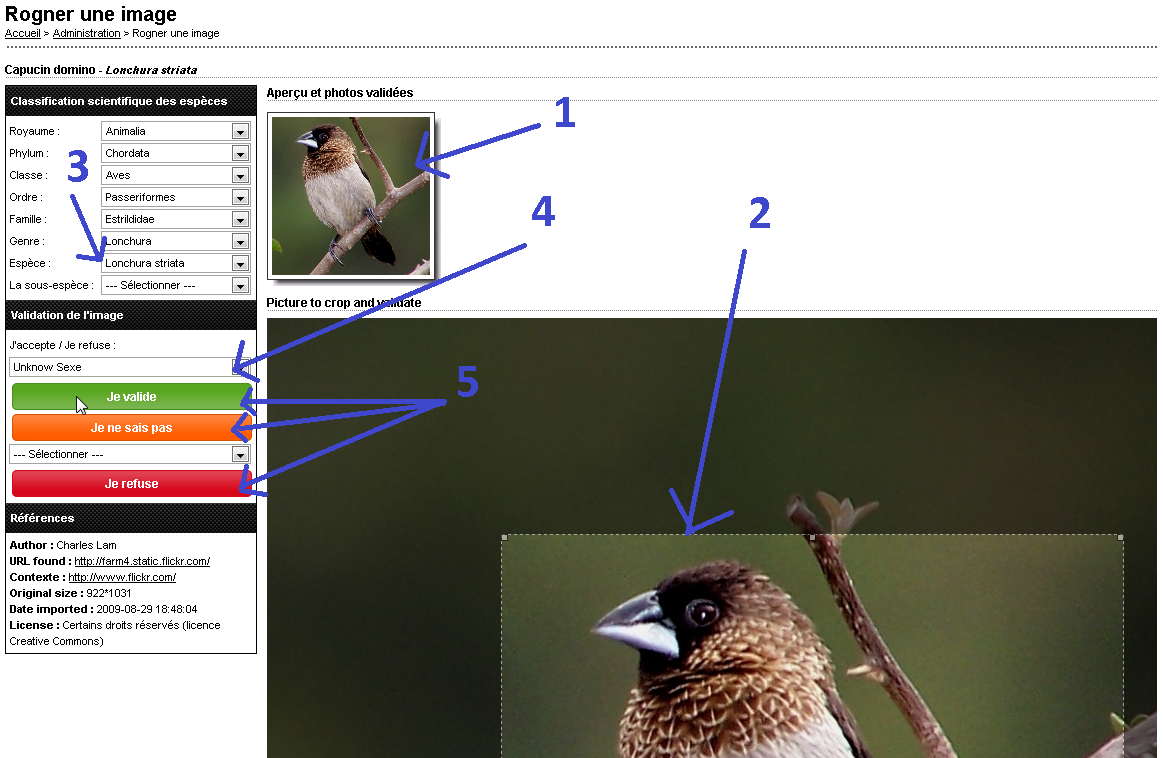 Rogner une image
Accueil > Administration > Rogner une image
Capucin domino - Lonchura striata
Classification scientifique des espèces
Royaume : Animalia
Phylum : Chordata
Classe : Aves
Ordre : Passeriformes
Famille : Estrildidae
Genre : Lonchura
Espèce : Lonchura striata
La sous-espèce : --- Sélectionner ---
Validation de l'image
J'accepte / Je refuse :
Unknow Sexe
Je valide
Je ne sais pas
--- Sélectionner ---
Je refuse
Références
Author : Charles Lam
URL found : http://farm4.static.flickr.com/
Contexte : http://www.flickr.com/
Original size : 922*1031
Date imported : 2009-08-29 18:48:04
License : Certains droits réservés (licence
Creative Commons)
Aperçu et photos validées
Picture to crop and validate
1
2
3
4
5